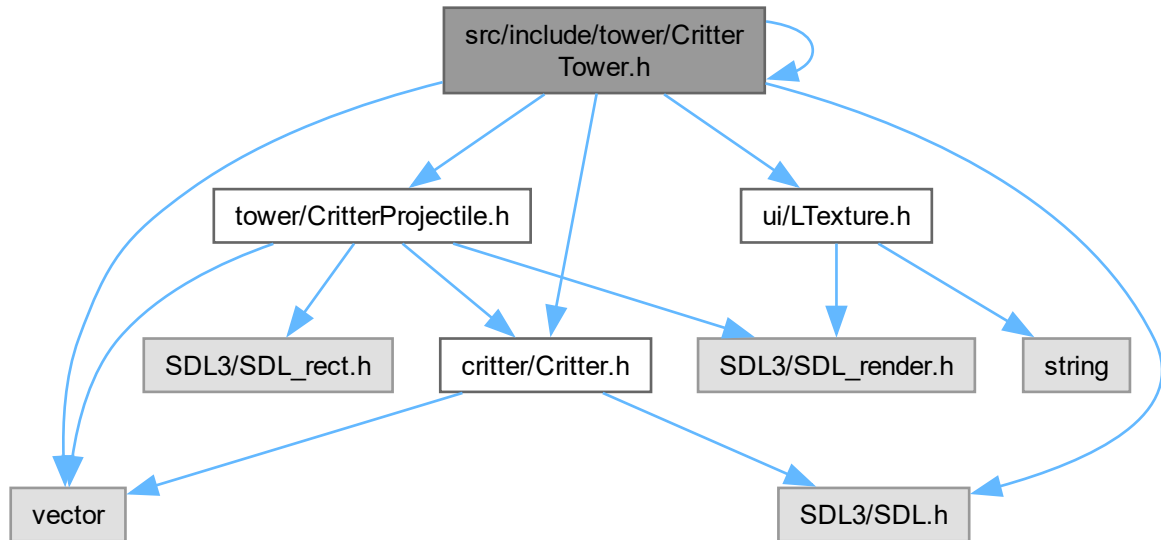 src/include/tower/Critter
Tower.h
tower/CritterProjectile.h
ui/LTexture.h
SDL3/SDL_rect.h
critter/Critter.h
SDL3/SDL_render.h
string
vector
SDL3/SDL.h